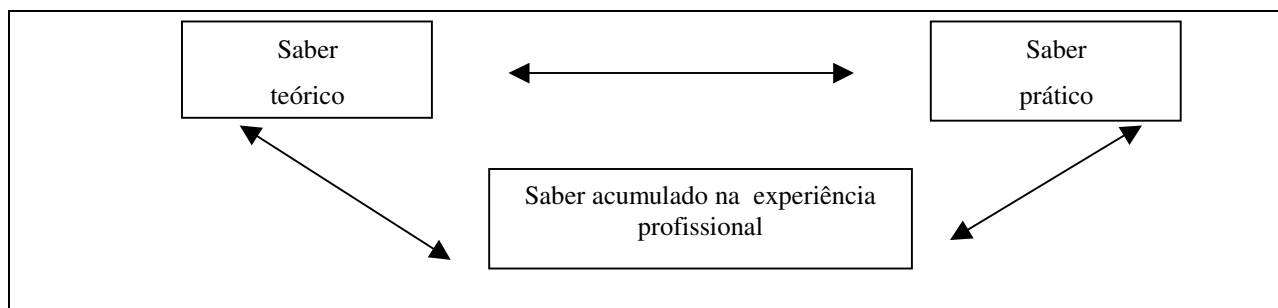 Saber
teórico
Saber
prático
Saber acumulado na experiência
profissional